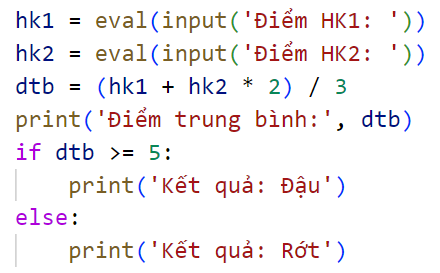 hk1 = eval(input('Điểm HK1: '))
hk2 = eval(input('Điểm HK2: '))
dtb = (hk1 + hk2 * 2) / 3
print('Điểm trung bình:', dtb)
if dtb >= 5:
    print('Kết quả: Đậu')
else:
    print('Kết quả: Rớt')